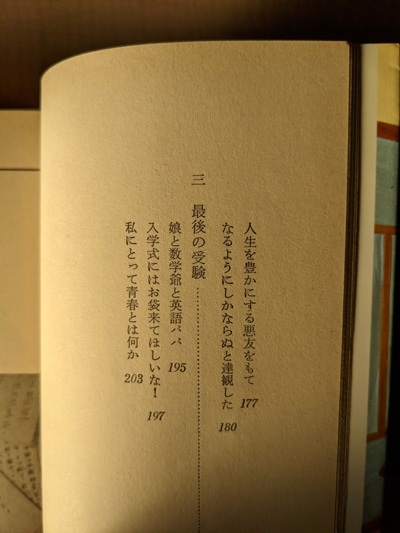 人生を豊かにする悪友をもて 177
なるようにしかならぬと達観した 180
三 最後の受験
娘と数学爺と英語パパ 195
入学式にはお袋来てほしいな！ 197
私にとって青春とは何か 203